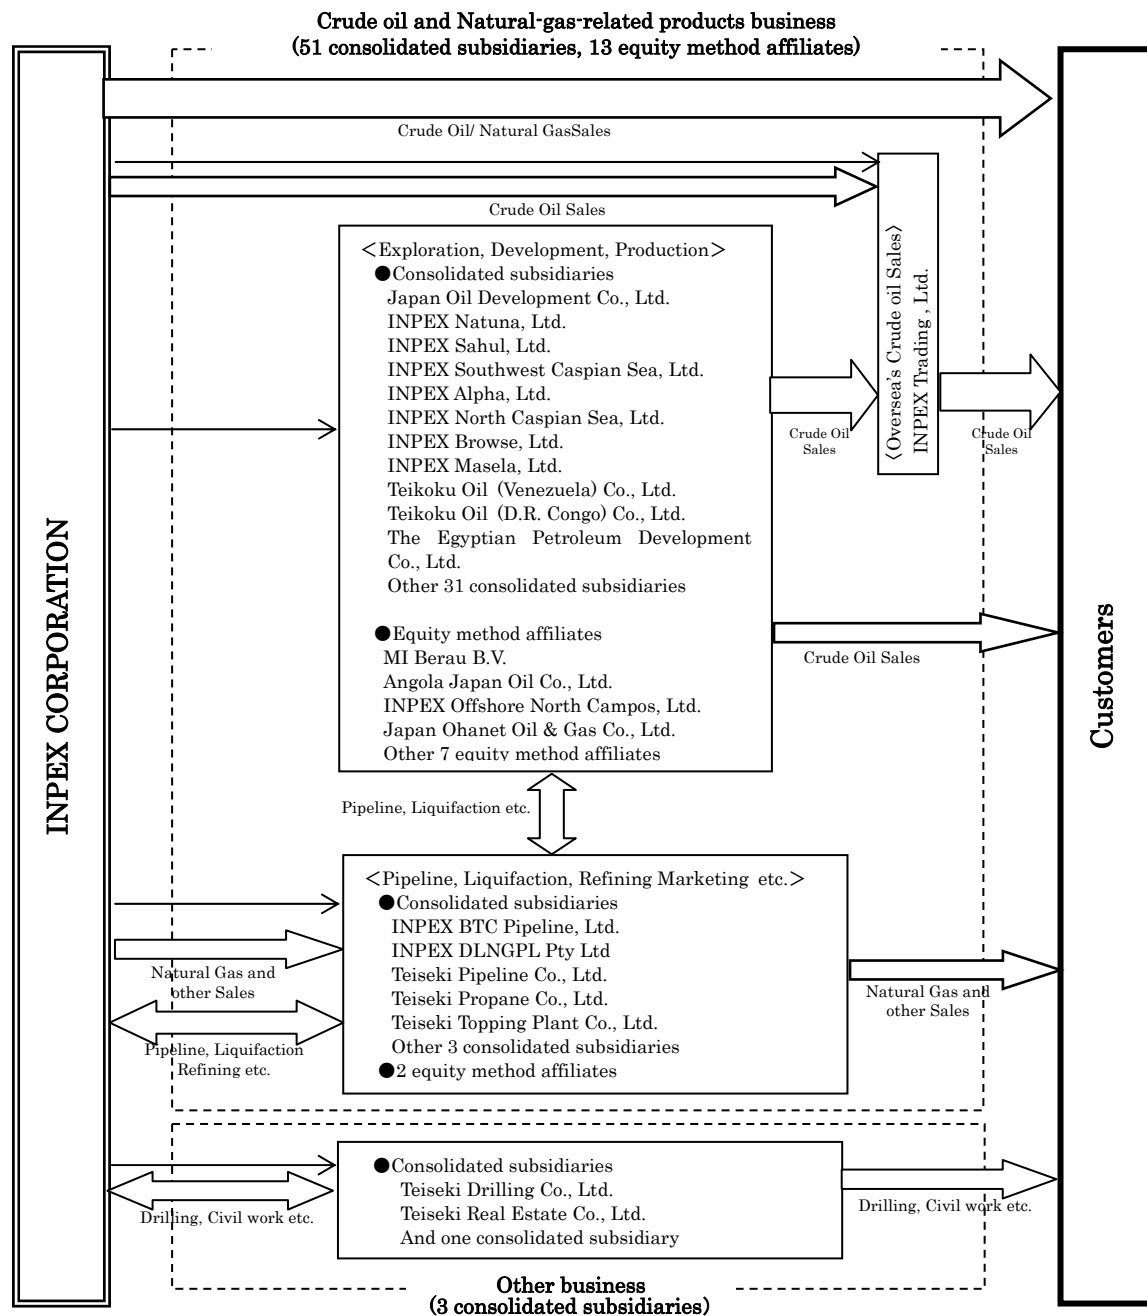 Crude oil and Natural-gas-related products business
(51 consolidated subsidiaries, 13 equity method affiliates)
INPEX CORPORATION
Customers
Crude Oil/ Natural GasSales
Crude Oil Sales
〈Oversea's Crude oil Sales〉
INPEX Trading , Ltd.
＜Exploration, Development, Production＞
●Consolidated subsidiaries
Japan Oil Development Co., Ltd.
INPEX Natuna, Ltd.
INPEX Sahul, Ltd.
INPEX Southwest Caspian Sea, Ltd.
INPEX Alpha, Ltd.
INPEX North Caspian Sea, Ltd.
INPEX Browse, Ltd.
INPEX Masela, Ltd.
Teikoku Oil (Venezuela) Co., Ltd.
Teikoku Oil (D.R. Congo) Co., Ltd.
The Egyptian Petroleum Development
Co., Ltd.
Other 31 consolidated subsidiaries
●Equity method affiliates
MI Berau B.V.
Angola Japan Oil Co., Ltd.
INPEX Offshore North Campos, Ltd.
Japan Ohanet Oil & Gas Co., Ltd.
Other 7 equity method affiliates
Crude Oil
Sales
Crude Oil
Sales
Crude Oil Sales
Pipeline, Liquifaction etc.
＜Pipeline, Liquifaction, Refining Marketing etc.＞
●Consolidated subsidiaries
INPEX BTC Pipeline, Ltd.
INPEX DLNGPL Pty Ltd
Teiseki Pipeline Co., Ltd.
Teiseki Propane Co., Ltd.
Teiseki Topping Plant Co., Ltd.
Other 3 consolidated subsidiaries
●2 equity method affiliates
Natural Gas and
other Sales
Pipeline, Liquifaction
Refining etc.
Natural Gas and
other Sales
●Consolidated subsidiaries
Teiseki Drilling Co., Ltd.
Teiseki Real Estate Co., Ltd.
And one consolidated subsidiary
Drilling, Civil work etc.
Drilling, Civil work etc.
Other business
(3 consolidated subsidiaries)